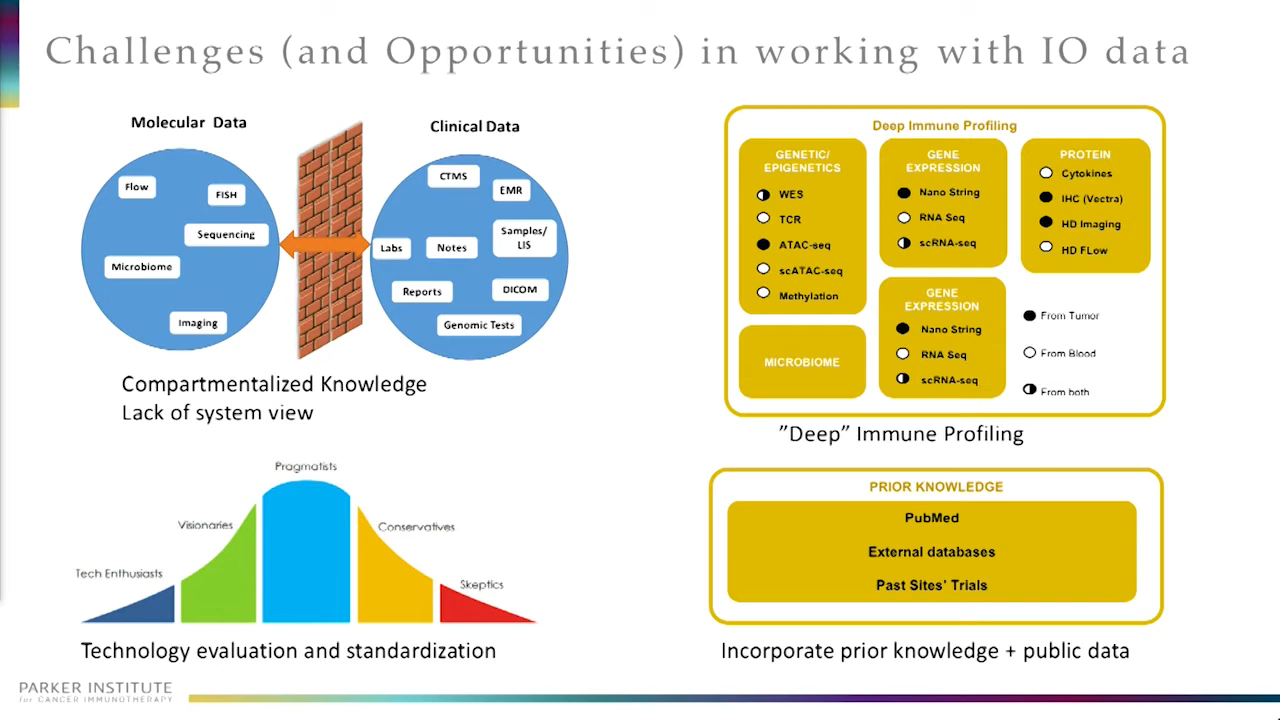 Challenges (and Opportunities) in working with IO data
Molecular Data
Flow
FISH
Sequencing
Microbiome
Imaging
Clinical Data
CTMS
EMR
Labs
Notes
Samples/
LIS
Reports
DICOM
Genomic Tests
Compartmentalized Knowledge
Lack of system view
Deep Immune Profiling
GENETIC/
EPIGENETICS
WES
TCR
ATAC-seq
scATAC-seq
Methylation
GENE
EXPRESSION
Nano String
RNA Seq
scRNA-seq
PROTEIN
Cytokines
IHC (Vectra)
HD Imaging
HD FLow
MICROBIOME
GENE
EXPRESSION
Nano String
RNA Seq
scRNA-seq
From Tumor
From Blood
From both
”Deep” Immune Profiling
Pragmatists
Visionaries
Conservatives
Tech Enthusiasts
Skeptics
Technology evaluation and standardization
PRIOR KNOWLEDGE
PubMed
External databases
Past Sites' Trials
Incorporate prior knowledge + public data
PARKER INSTITUTE
for CANCER IMMUNOTHERAPY